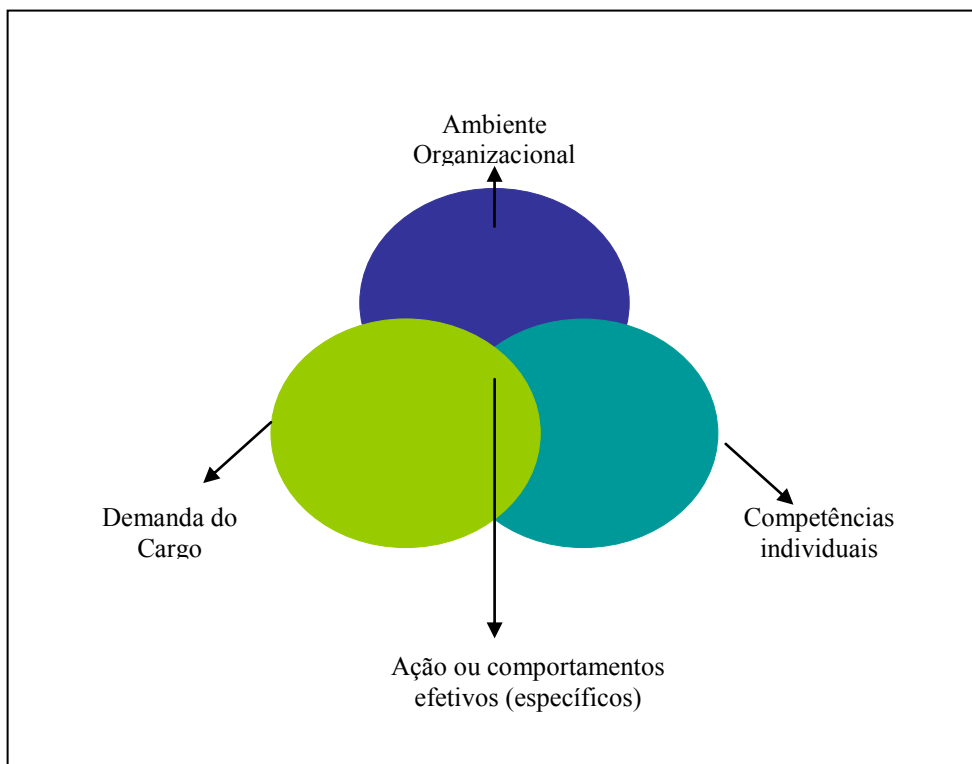 Ambiente
Organizacional
Demanda do
Cargo
Competências
individuais
Ação ou comportamentos
efetivos (específicos)